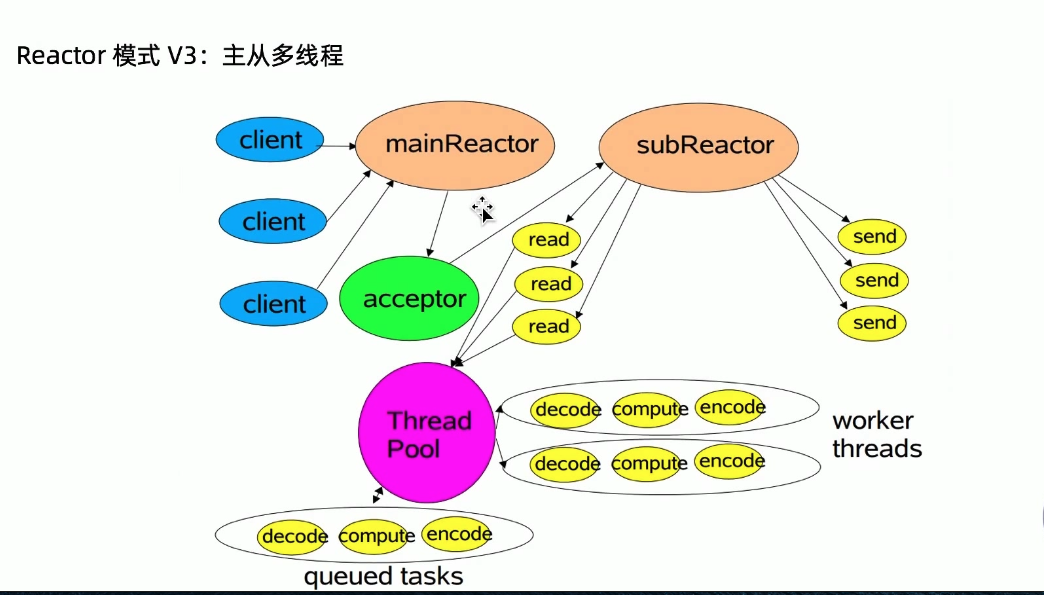 Reactor 模式 V3：主从多线程
client
mainReactor
subReactor
client
read
send
client
acceptor
read
send
read
send
Thread
Pool
decode compute encode
worker
threads
decode compute encode
decode compute encode
queued tasks